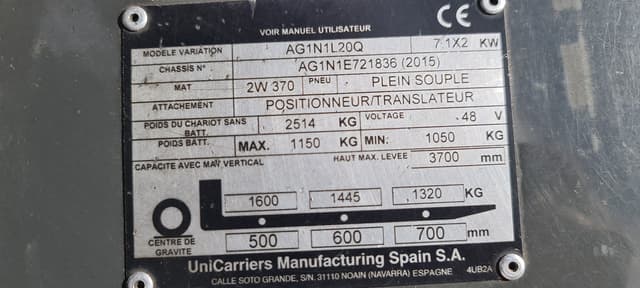 VOIR MANUEL UTILISATEUR
CE
MODELE VARIATION AG1N1L20Q 7.1X2 KW
CHASSIS N° AG1N1E721836 (2015)
MAT 2W 370 PNEU PLEIN SOUPLE
ATTACHEMENT POSITIONNEUR/TRANSLATEUR
POIDS DU CHARIOT SANS BATT. 2514 KG VOLTAGE 48 V
POIDS BATT. MAX. 1150 KG MIN: 1050 KG
CAPACITE AVEC MAT VERTICAL HAUT MAX. LEVEE 3700 mm
1600 1445 1320 KG
CENTRE DE GRAVITE 500 600 700 mm
UniCarriers Manufacturing Spain S.A.
CALLE SOTO GRANDE, S/N. 31110 NOAIN (NAVARRA) ESPAGNE 4UB2A